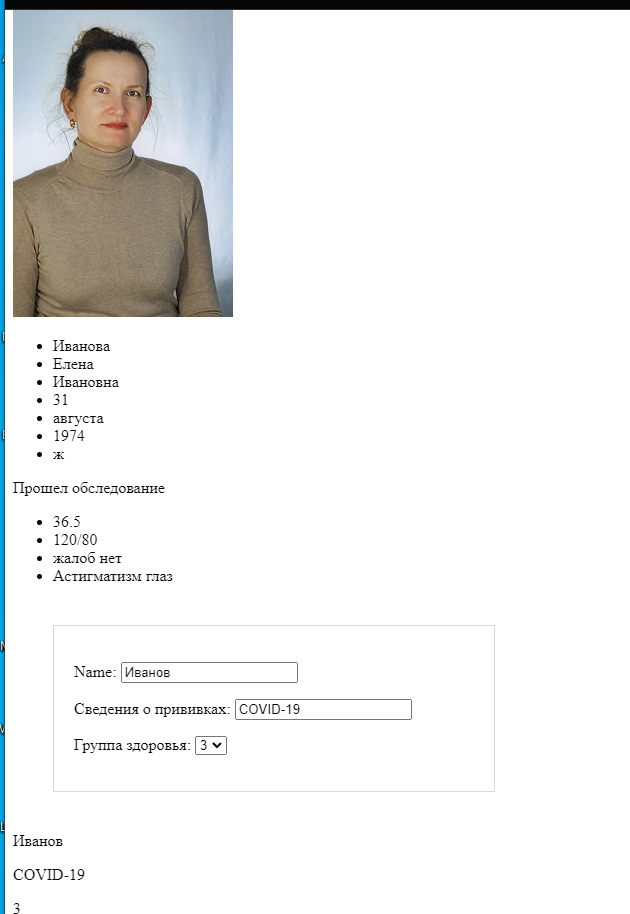 Иванова
Елена
Ивановна
31
августа
1974
ж
Прошел обследование
36.5
120/80
жалоб нет
Астигматизм глаз
Name: Иванов
Сведения о прививках: COVID-19
Группа здоровья: 3
Иванов
COVID-19
3